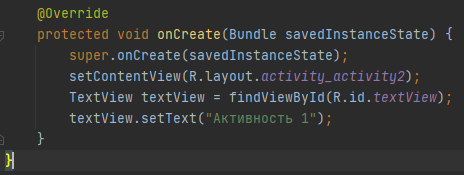 @Override
protected void onCreate(Bundle savedInstanceState) {
super.onCreate(savedInstanceState);
setContentView(R.layout.activity_activity2);
TextView textView = findViewById(R.id.textView);
textView.setText("Активность 1");
}
}